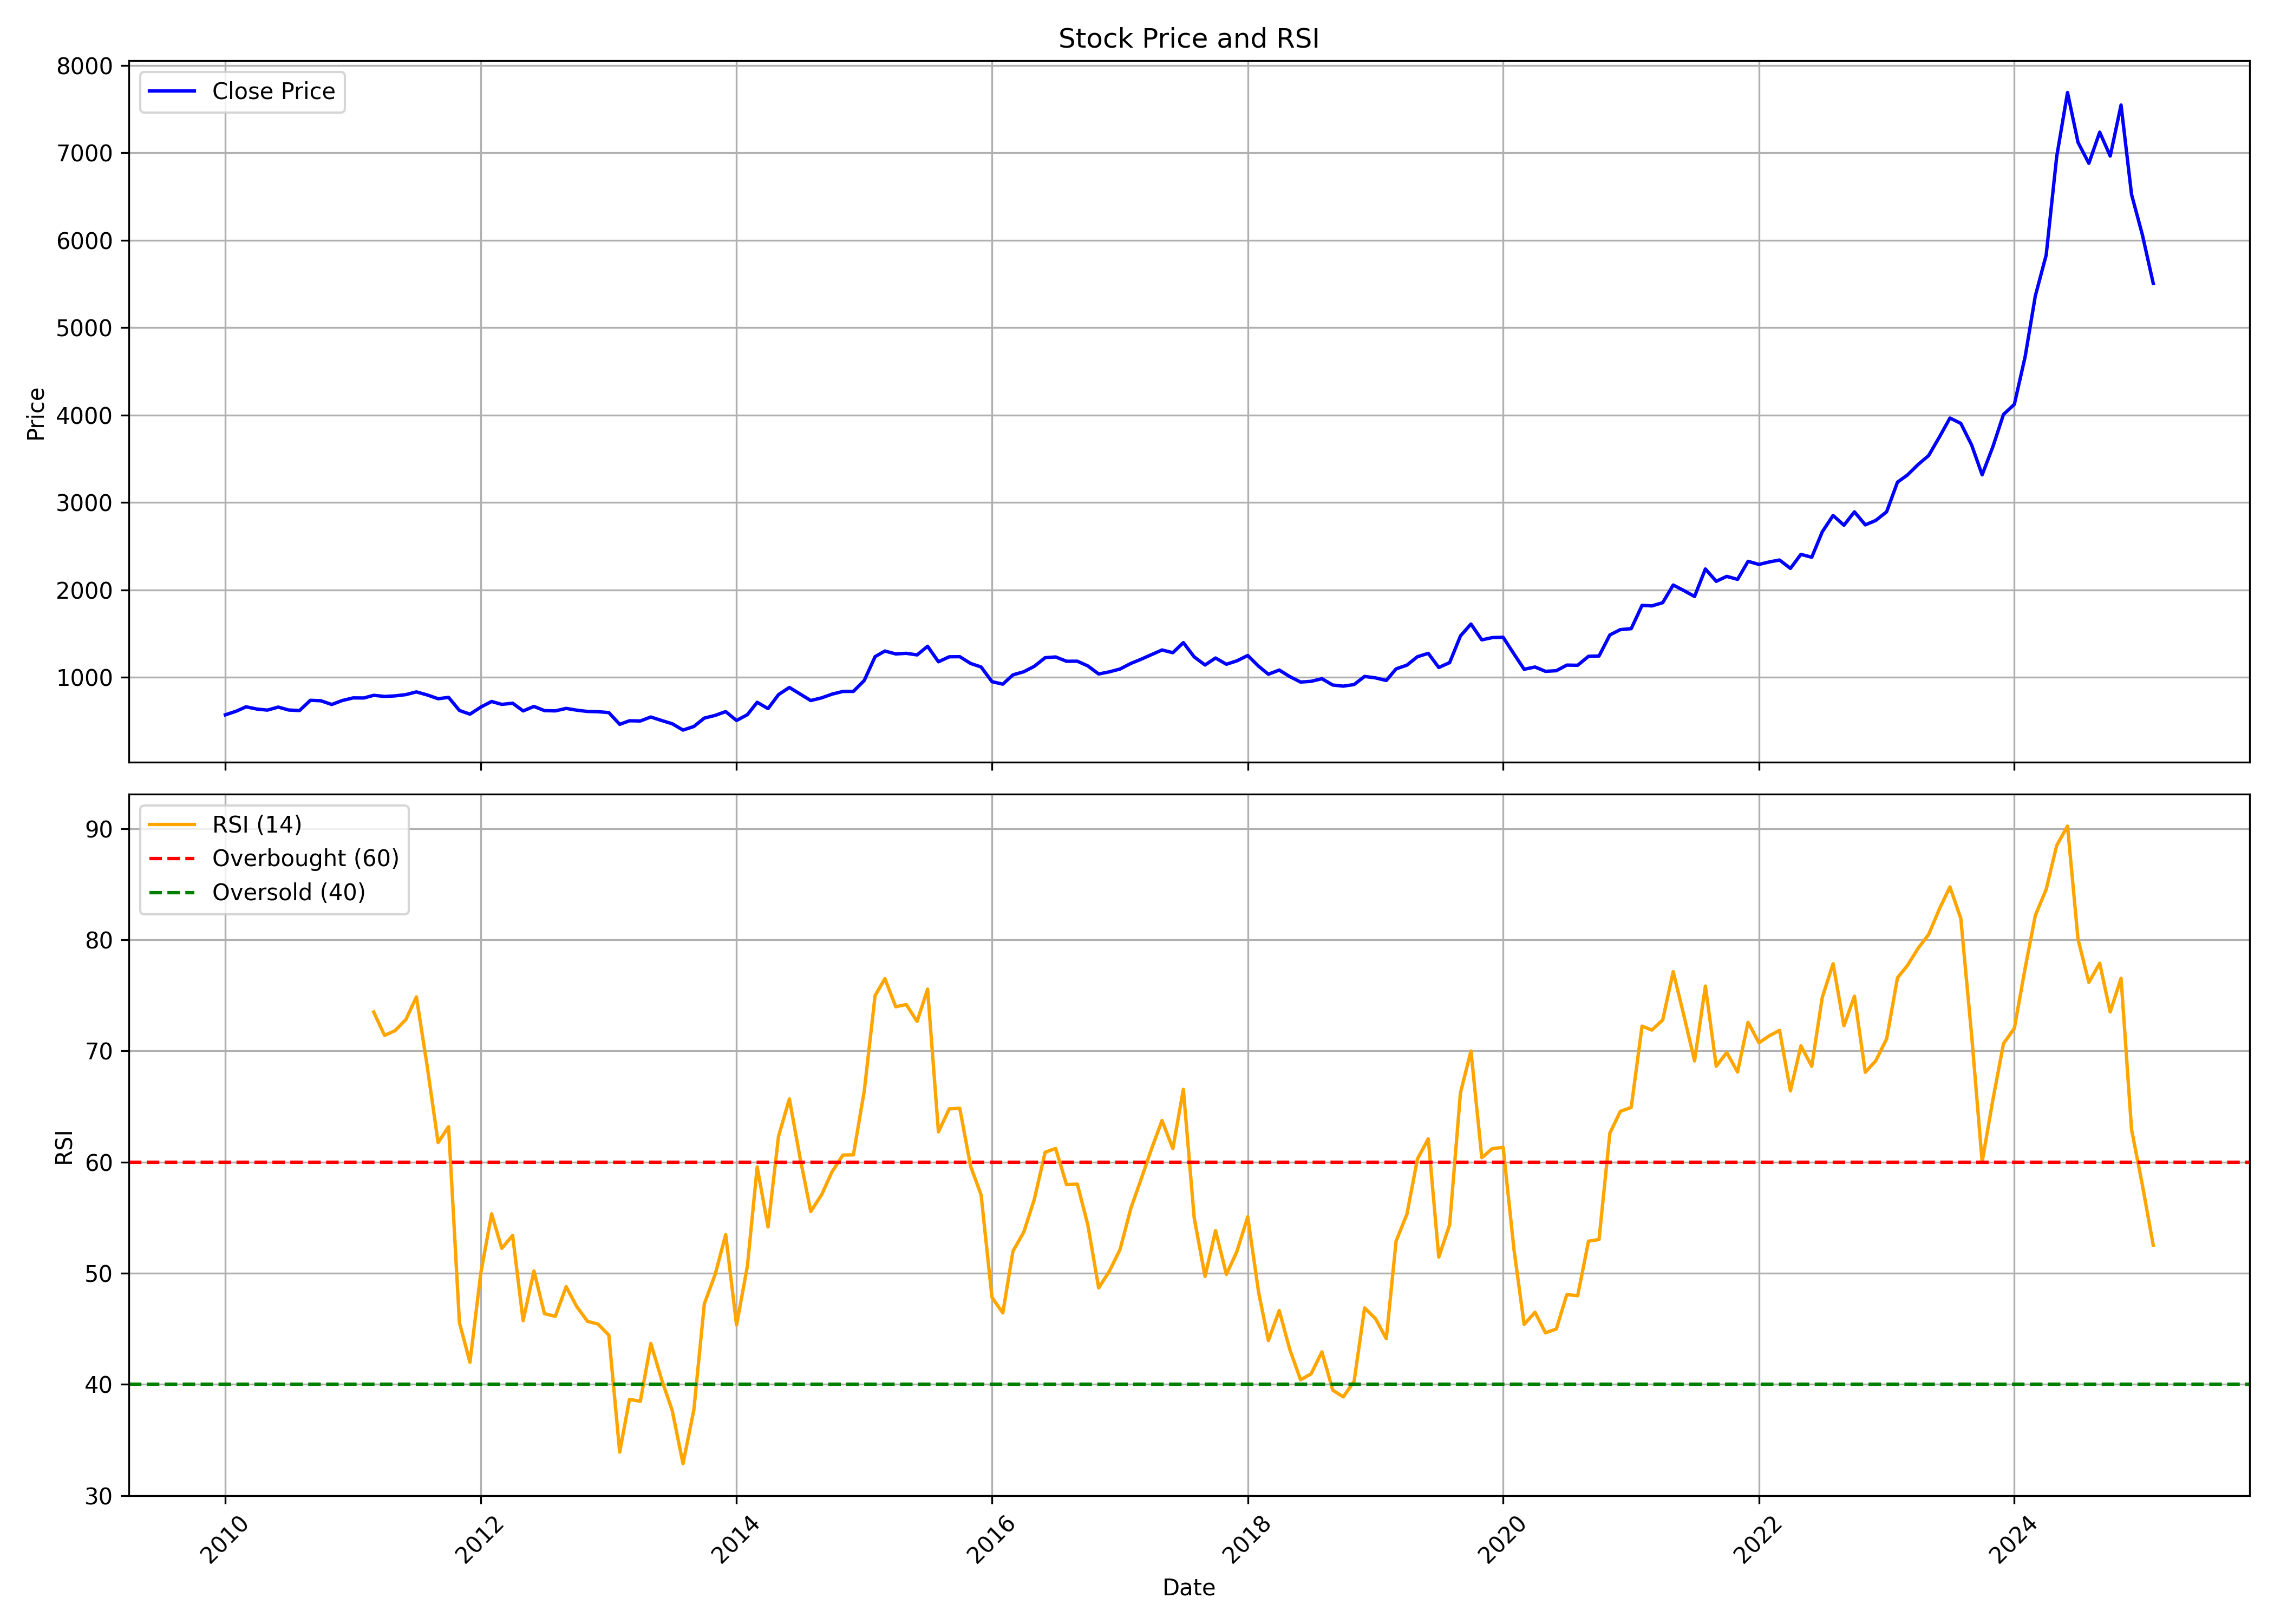 Stock Price and RSI
Close Price
8000
7000
6000
5000
4000
3000
2000
1000
Price
RSI (14)
Overbought (60)
Oversold (40)
90
80
70
60
50
40
30
RSI
2010
2012
2014
2016
2018
2020
2022
2024
Date